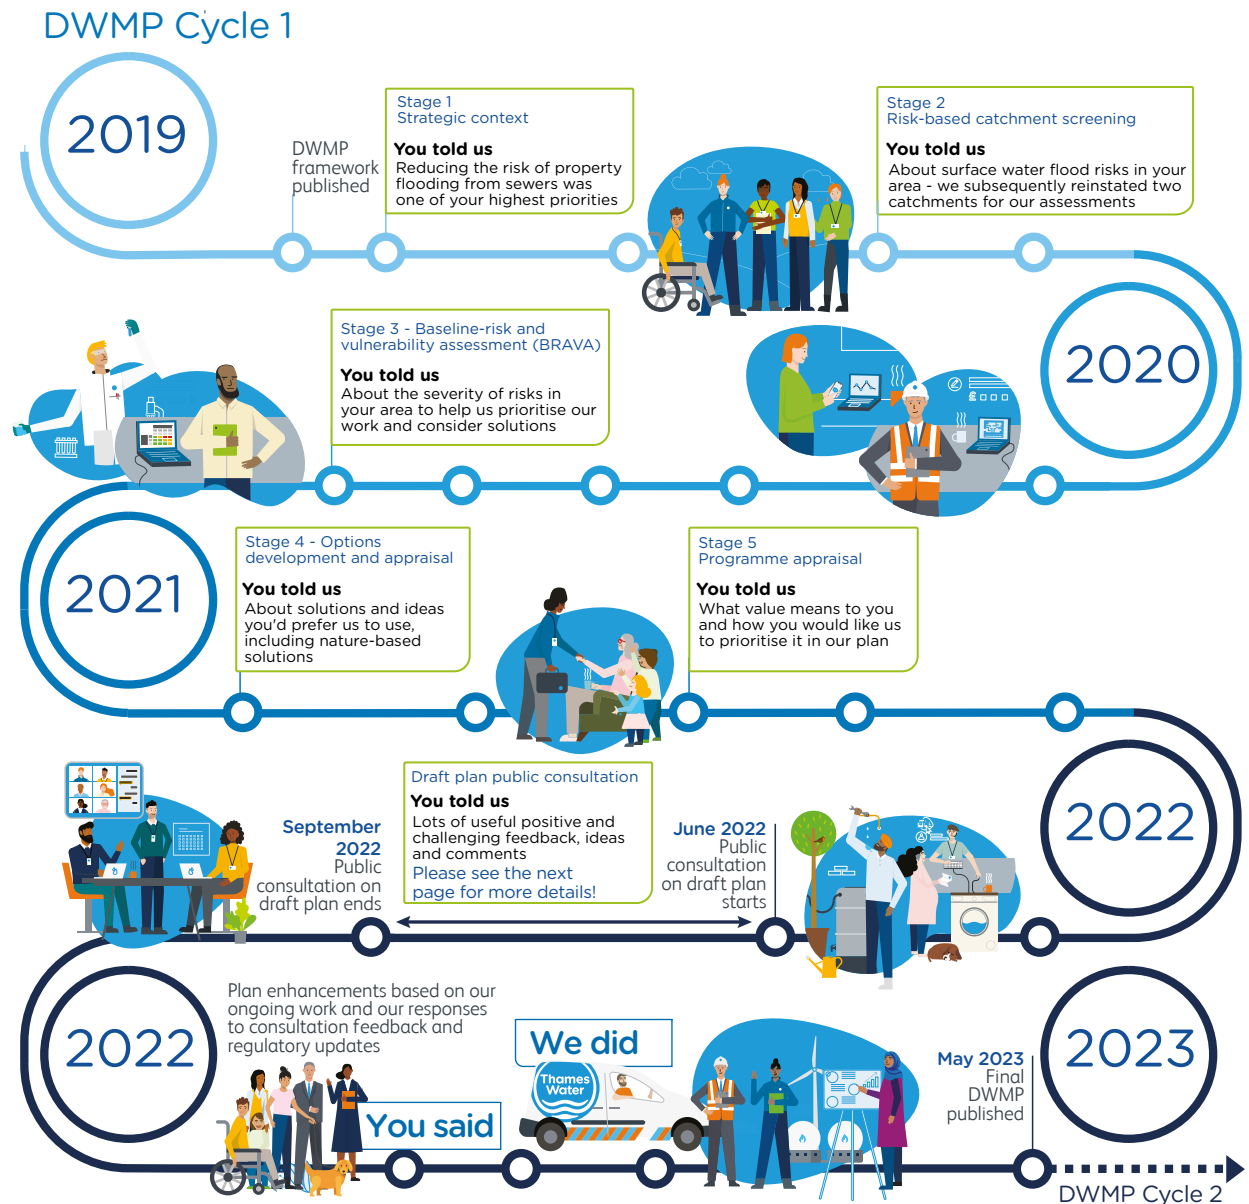 DWMP Cycle 1
2019
DWMP
framework
published
Stage 1
Strategic context
You told us
Reducing the risk of property
flooding from sewers was
one of your highest priorities
Stage 2
Risk-based catchment screening
You told us
About surface water flood risks in your
area - we subsequently reinstated two
catchments for our assessments
2020
Stage 3 - Baseline-risk and
vulnerability assessment (BRAVA)
You told us
About the severity of risks in
your area to help us prioritise our
work and consider solutions
2021
Stage 4 - Options
development and appraisal
You told us
About solutions and ideas
you'd prefer us to use,
including nature-based
solutions
Stage 5
Programme appraisal
You told us
What value means to you
and how you would like us
to prioritise it in our plan
2022
June 2022
Public
consultation
on draft plan
starts
Draft plan public consultation
You told us
Lots of useful positive and
challenging feedback, ideas
and comments
Please see the next
page for more details!
September
2022
Public
consultation on
draft plan ends
2022
Plan enhancements based on our
ongoing work and our responses
to consultation feedback and
regulatory updates
You said
We did
Thames
Water
May 2023
Final
DWMP
published
2023
DWMP Cycle 2